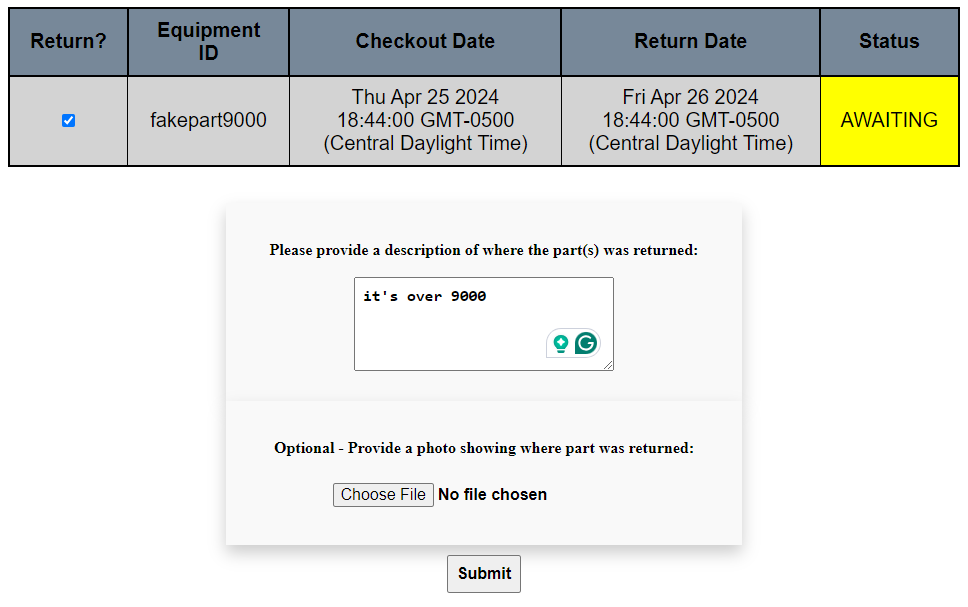 Return?
Equipment
ID
Checkout Date
Return Date
Status
fakepart9000
Thu Apr 25 2024
18:44:00 GMT-0500
(Central Daylight Time)
Fri Apr 26 2024
18:44:00 GMT-0500
(Central Daylight Time)
AWAITING
Please provide a description of where the part(s) was returned:
it's over 9000
Optional - Provide a photo showing where part was returned:
Choose File No file chosen
Submit